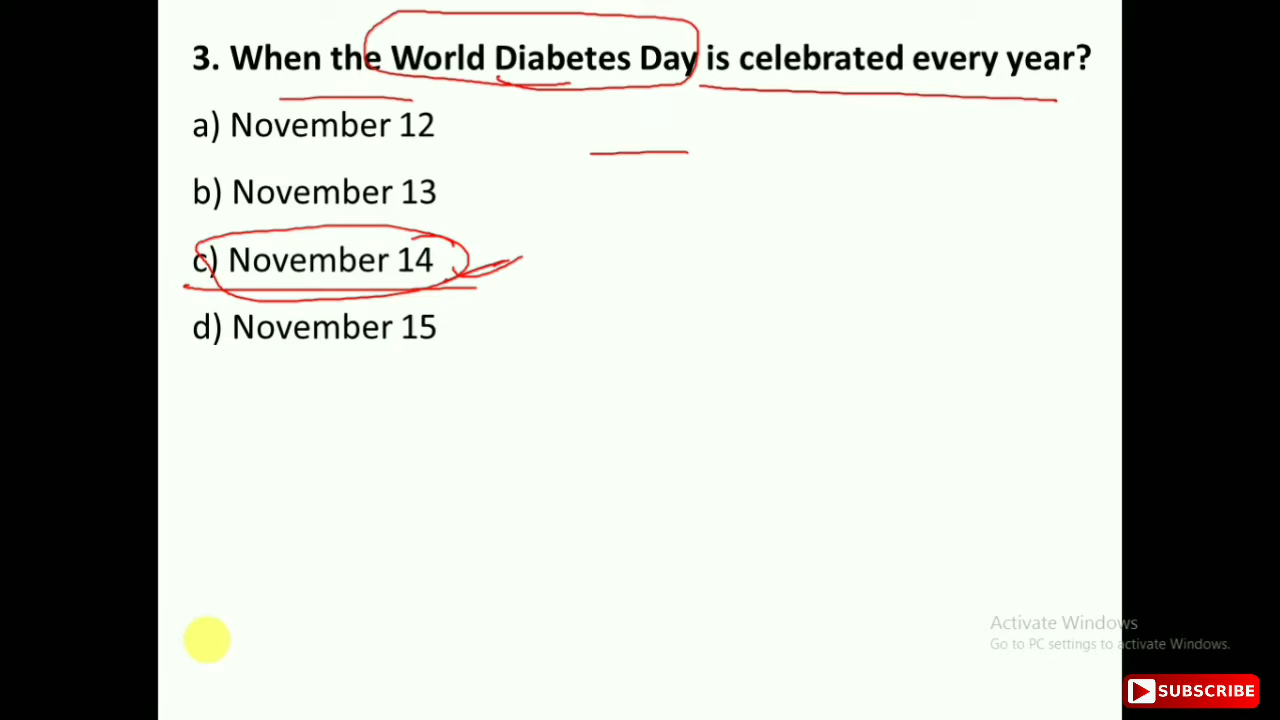 3. When the World Diabetes Day is celebrated every year?
a) November 12
b) November 13
c) November 14
d) November 15
Activate Windows
Go to PC settings to activate Windows.
SUBSCRIBE